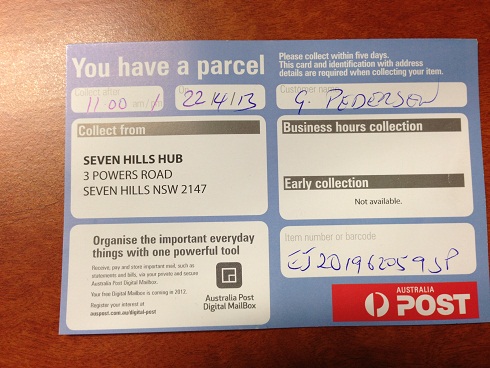 You have a parcel
Please collect within five days.
This card and identification with address
details are required when collecting your item.
Collect after
11.00 am/pm
On
22/4/13
Customer name
G. PEDERSEN
Collect from
SEVEN HILLS HUB
3 POWERS ROAD
SEVEN HILLS NSW 2147
Business hours collection
Early collection
Not available.
Organise the important everyday
things with one powerful tool
Receive, pay and store important mail, such as
statements and bills, via your private and secure
Australia Post Digital Mailbox.
Your free Digital Mailbox is coming in 2012.
Register your interest at
auspost.com.au/digital-post
Australia Post
Digital MailBox
Item number or barcode
EJ201962059JP
AUSTRALIA
POST